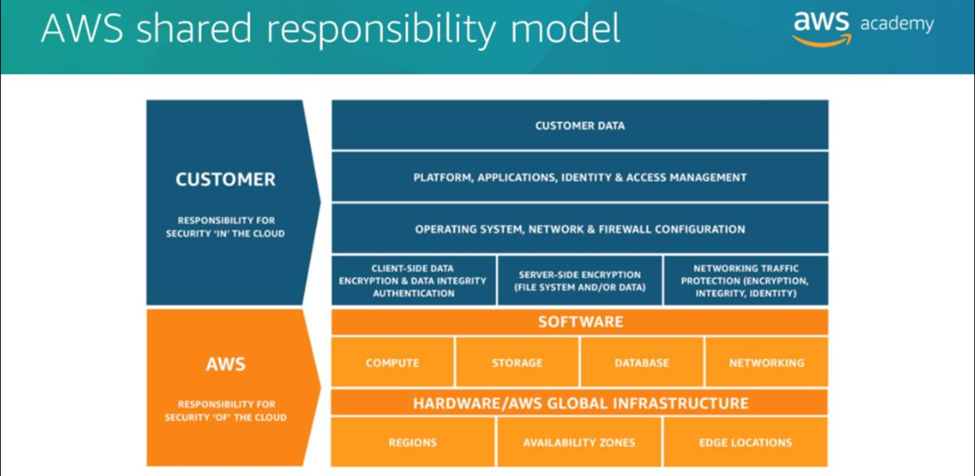 AWS shared responsibility model
aws academy
CUSTOMER
RESPONSIBILITY FOR
SECURITY ‘IN’ THE CLOUD
CUSTOMER DATA
PLATFORM, APPLICATIONS, IDENTITY & ACCESS MANAGEMENT
OPERATING SYSTEM, NETWORK & FIREWALL CONFIGURATION
CLIENT-SIDE DATA
ENCRYPTION & DATA INTEGRITY
AUTHENTICATION
SERVER-SIDE ENCRYPTION
(FILE SYSTEM AND/OR DATA)
NETWORKING TRAFFIC
PROTECTION (ENCRYPTION,
INTEGRITY, IDENTITY)
AWS
RESPONSIBILITY FOR
SECURITY ‘OF’ THE CLOUD
SOFTWARE
COMPUTE
STORAGE
DATABASE
NETWORKING
HARDWARE/AWS GLOBAL INFRASTRUCTURE
REGIONS
AVAILABILITY ZONES
EDGE LOCATIONS